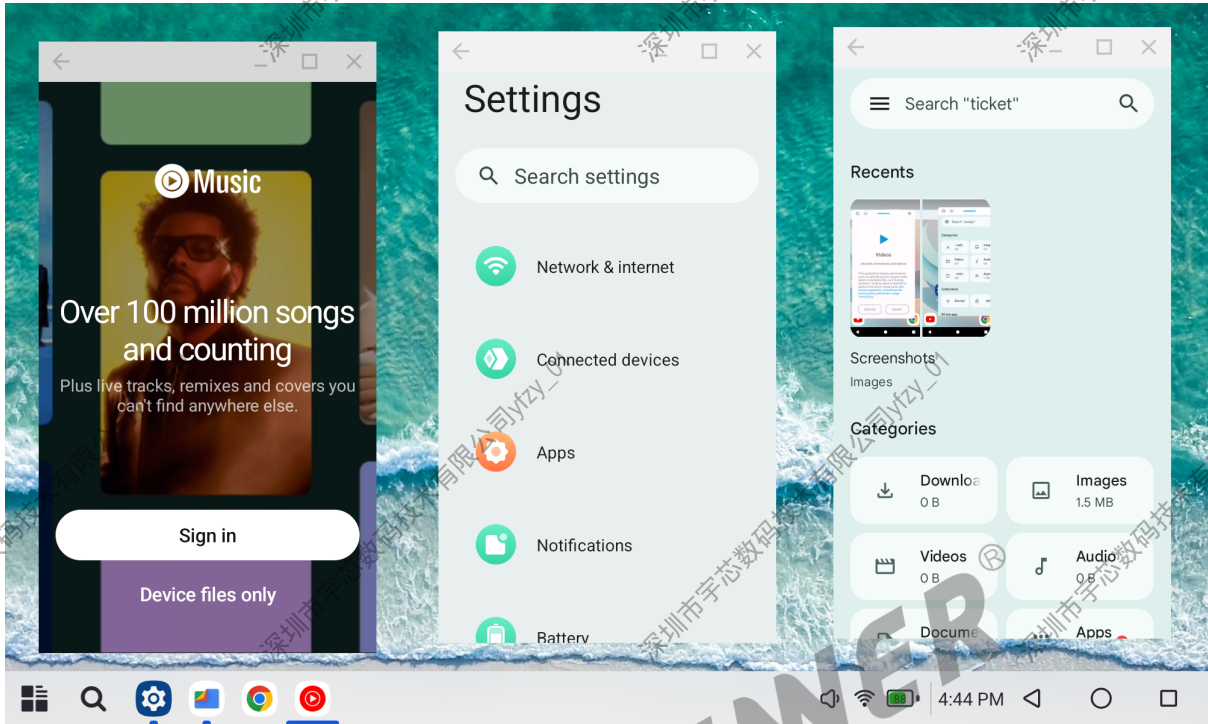 Music
Over 100 million songs
and counting
Plus live tracks, remixes and covers you
can't find anywhere else.
Sign in
Device files only
Settings
Search settings
Network & internet
Connected devices
Apps
Notifications
Battery
Search "ticket"
Recents
Videos
Screenshots
Images
Categories
Downloa
0 B
Images
1.5 MB
Videos
0 B
Audio
0 B
Docume
Apps
88
4:44 PM
深圳市宇芯数码技术有限公司yfzy_01
®